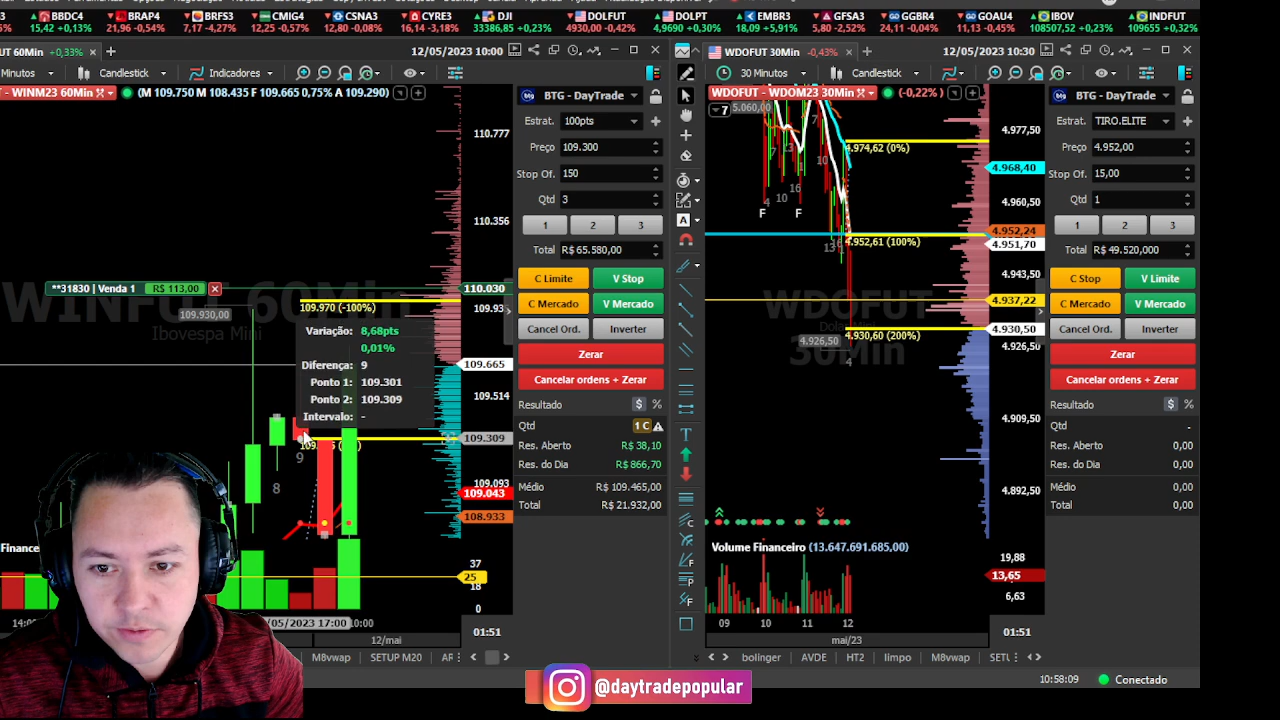 BBDC4 BRAP4 BRFS3 CMIG4 CSNA3 CYRE3 DJI DOLFUT DOLPT EMBR3 GFSA3 GGBR4 GOAU4 IBOV INDFUT
15,42 +0,13% 21,96 -0,54% 7,17 -4,27% 12,25 -0,57% 12,80 -0,08% 16,14 -3,18% 33386,85 +0,23% 4930,00 -0,42% 4,9690 +0,30% 18,09 +5,91% 5,80 -2,52% 24,11 -0,04% 11,13 -0,45% 108507,52 +0,23% 109655 +0,32%
FUT 60Min +0,33%
12/05/2023 10:00
WDOFUT 30Min -0,43%
12/05/2023 10:30
Minutos
Candlestick
Indicadores
30 Minutos
Candlestick
T - WINM23 60Min
(M 109.750 M 108.435 F 109.665 0,75% A 109.290)
BTG - DayTrade
WDOFUT - WDOM23 30Min
(-0,22%)
BTG - DayTrade
Estrat. 100pts
Preço 109.300
Stop Of. 150
Qtd 3
1 2 3
Total R$ 65.580,00
C Limite V Stop
C Mercado V Mercado
Cancel Ord. Inverter
Zerar
Cancelar ordens + Zerar
Resultado $ %
Qtd 1 C
Res. Aberto R$ 38,10
Res. do Dia R$ 866,70
Médio R$ 109.465,00
Total R$ 21.932,00
Estrat. TIRO.ELITE
Preço 4.952,00
Stop Of. 15,00
Qtd 1
1 2 3
Total R$ 49.520,000
C Stop V Limite
C Mercado V Mercado
Cancel Ord. Inverter
Zerar
Cancelar ordens + Zerar
Resultado $ %
Qtd -
Res. Aberto 0,00
Res. do Dia 0,00
Médio 0,00
Total 0,00
110.777
110.356
110.030
109.93
109.665
109.514
109.309
109.093
109.043
108.933
**31830 | Venda 1 R$ 113,00
WINFUT 60Min
Ibovespa Mini
109.930,00
109.970 (-100%)
Variação: 8,68pts
0,01%
Diferença: 9
Ponto 1: 109.301
Ponto 2: 109.309
Intervalo: -
9
8
Finance
37
25
18
0
14:00
/05/2023 17:00
10:00
12/mai
01:51
M8vwap SETUP M20
7
5.060,00
4.974,62 (0%)
4.952,61 (100%)
4.930,60 (200%)
4.926,50
4
WDOFUT
30Min
4.977,50
4.968,40
4.960,50
4.952,24
4.951,70
4.943,50
4.937,22
4.930,50
4.926,50
4.909,50
4.892,50
Volume Financeiro (13.647.691.685,00)
19,88
13,65
6,63
09 10 11 12
mai/23
01:51
bolinger AVDE HT2 limpo M8vwap SETU
@daytradepopular
10:58:09 Conectado